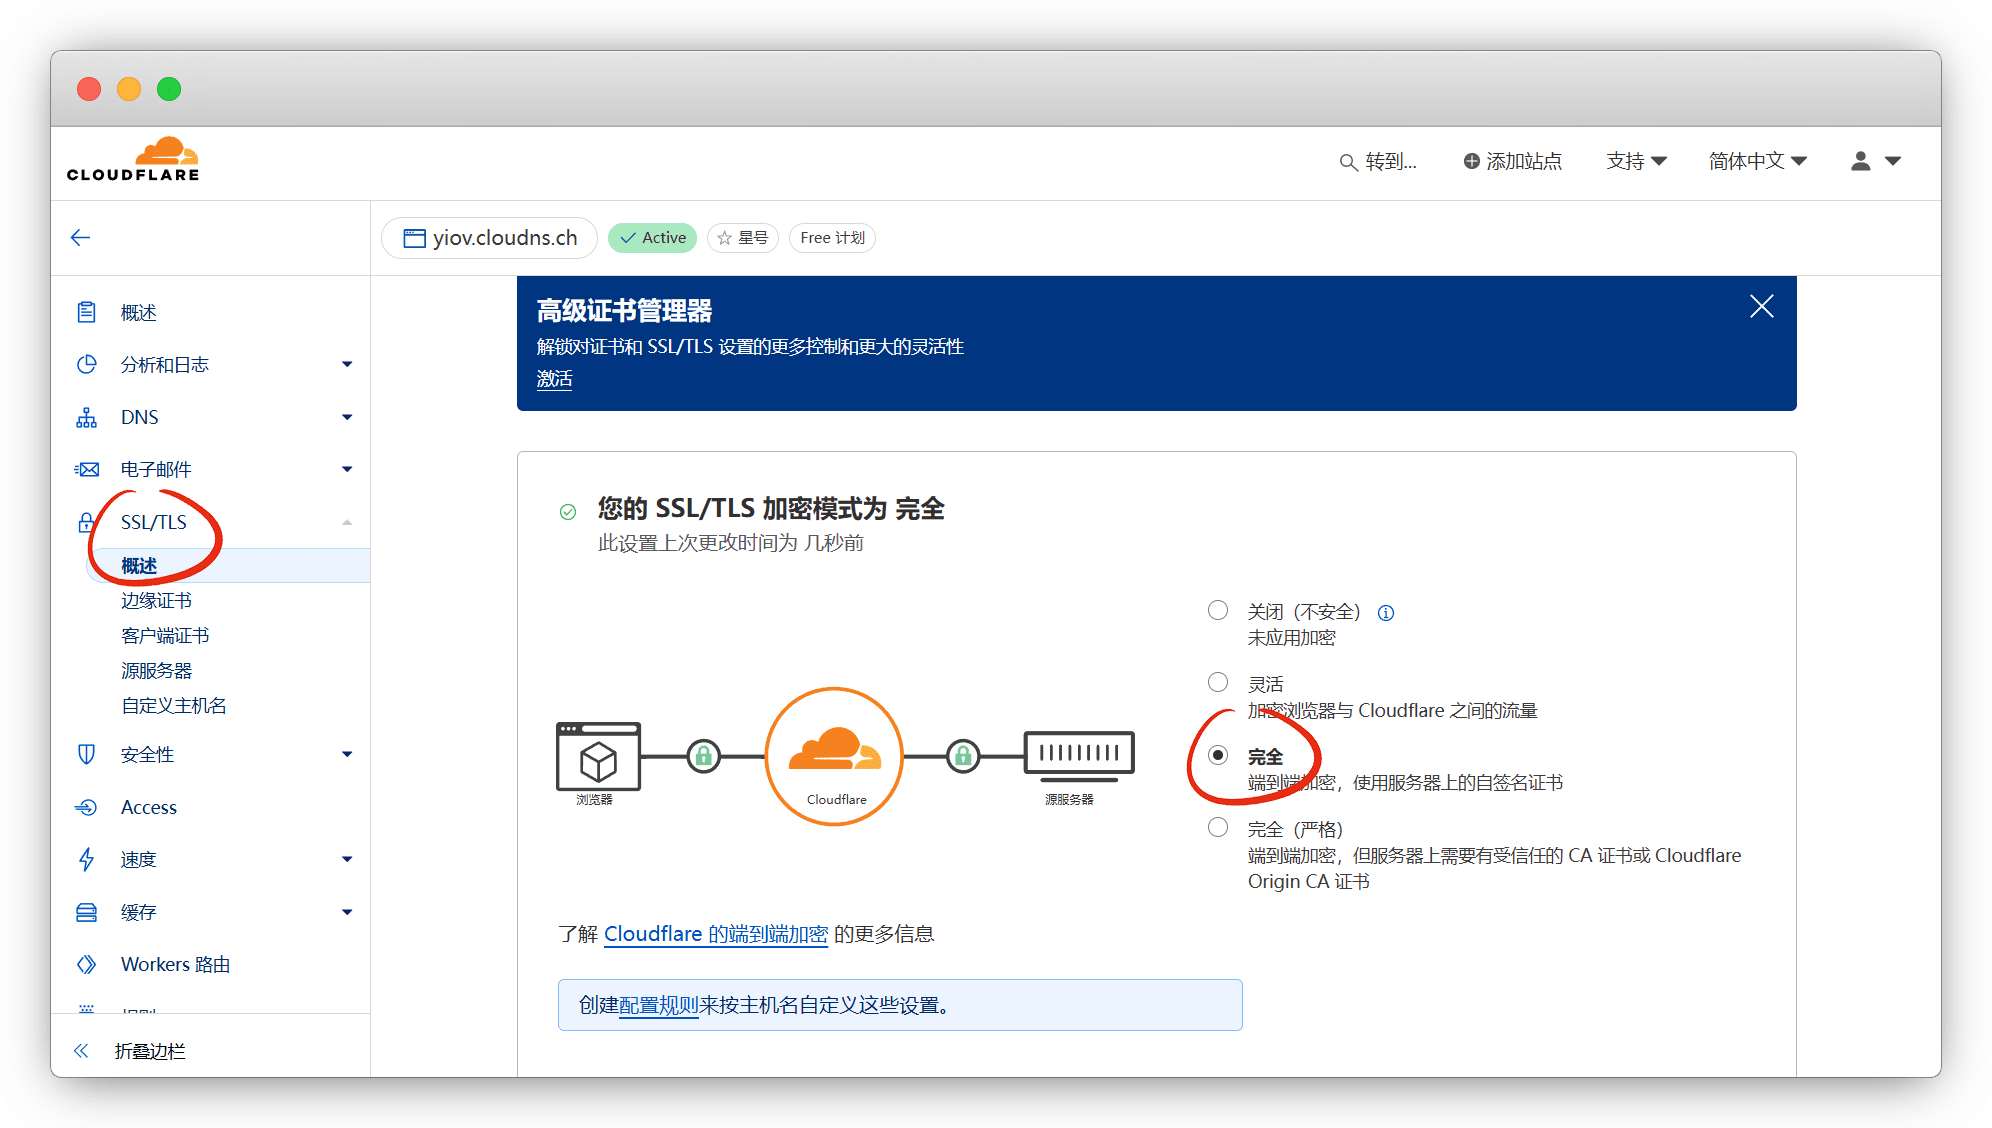 CLOUDFLARE
转到...
添加站点
支持
简体中文
yiov.cloudns.ch
Active
星号
Free 计划
概述
分析和日志
DNS
电子邮件
SSL/TLS
概述
边缘证书
客户端证书
源服务器
自定义主机名
安全性
Access
速度
缓存
Workers 路由
折叠边栏
高级证书管理器
解锁对证书和 SSL/TLS 设置的更多控制和更大的灵活性
激活
您的 SSL/TLS 加密模式为 完全
此设置上次更改时间为 几秒前
浏览器
Cloudflare
源服务器
关闭（不安全）
未应用加密
灵活
加密浏览器与 Cloudflare 之间的流量
完全
端到端加密，使用服务器上的自签名证书
完全（严格）
端到端加密，但服务器上需要有受信任的 CA 证书或 Cloudflare
Origin CA 证书
了解 Cloudflare 的端到端加密 的更多信息
创建配置规则来按主机名自定义这些设置。